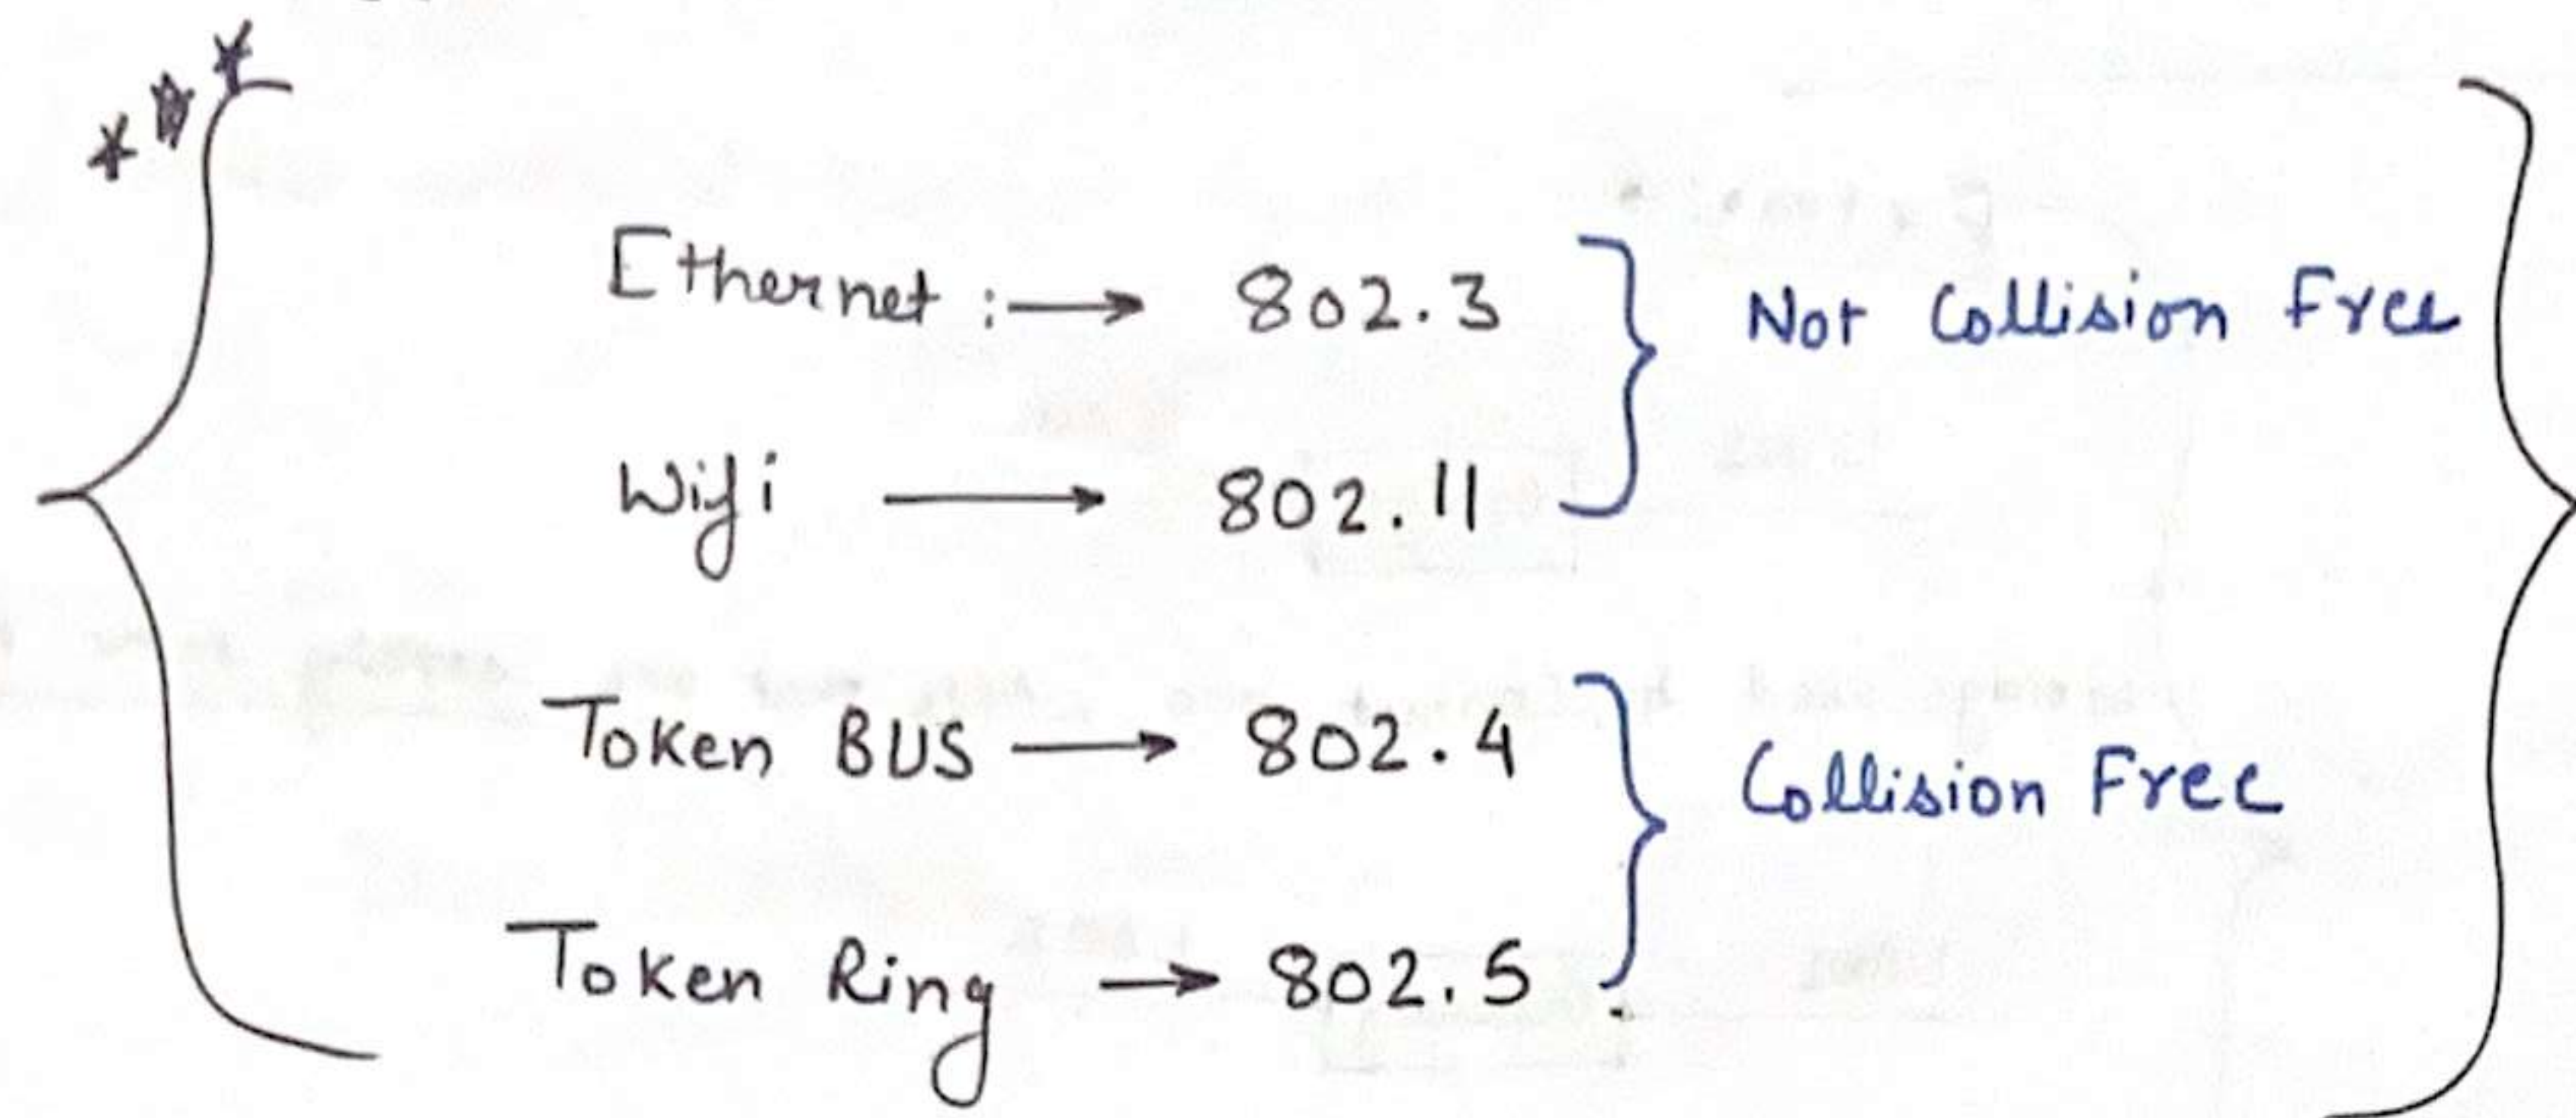 Ethernet :→ 802.3 } Not Collision Free
Wifi → 802.11
Token BUS → 802.4 } Collision Free
Token Ring → 802.5